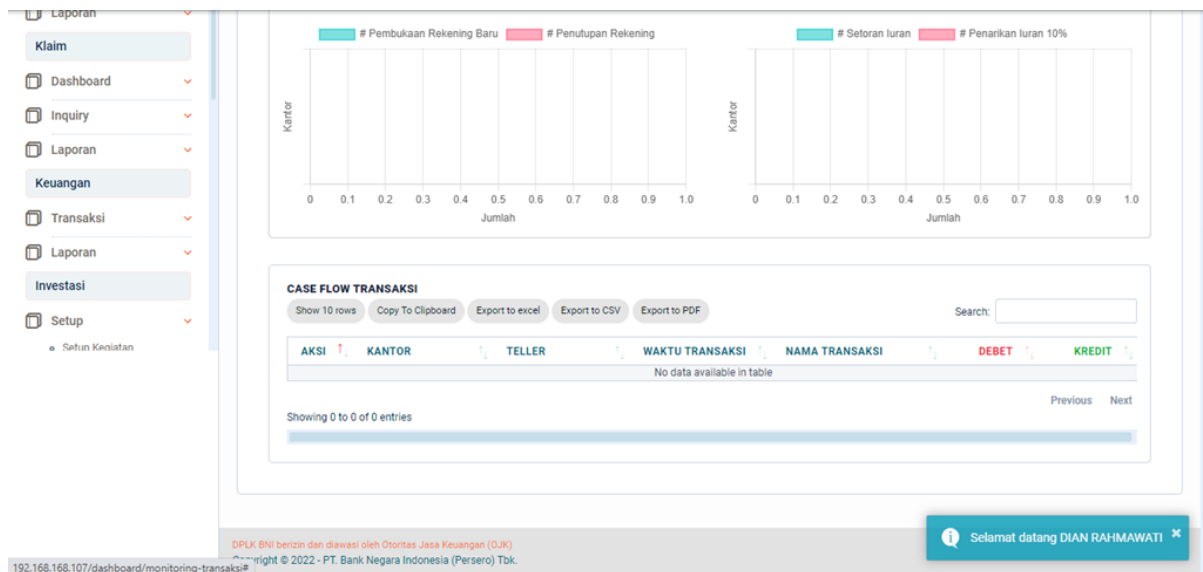 Laporan
Klaim
Dashboard
Inquiry
Laporan
Keuangan
Transaksi
Laporan
Investasi
Setup
Setup Kegiatan
# Pembukaan Rekening Baru # Penutupan Rekening
Kantor
0 0.1 0.2 0.3 0.4 0.5 0.6 0.7 0.8 0.9 1.0
Jumlah
# Setoran Iuran # Penarikan Iuran 10%
Kantor
0 0.1 0.2 0.3 0.4 0.5 0.6 0.7 0.8 0.9 1.0
Jumlah
CASE FLOW TRANSAKSI
Show 10 rows Copy To Clipboard Export to excel Export to CSV Export to PDF Search:
AKSI KANTOR TELLER WAKTU TRANSAKSI NAMA TRANSAKSI DEBET KREDIT
No data available in table
Previous Next
Showing 0 to 0 of 0 entries
Selamat datang DIAN RAHMAWATI ×
DPLK BNI berizin dan diawasi oleh Otoritas Jasa Keuangan (OJK)
Copyright © 2022 - PT. Bank Negara Indonesia (Persero) Tbk.
192.168.168.107/dashboard/monitoring-transaksi#